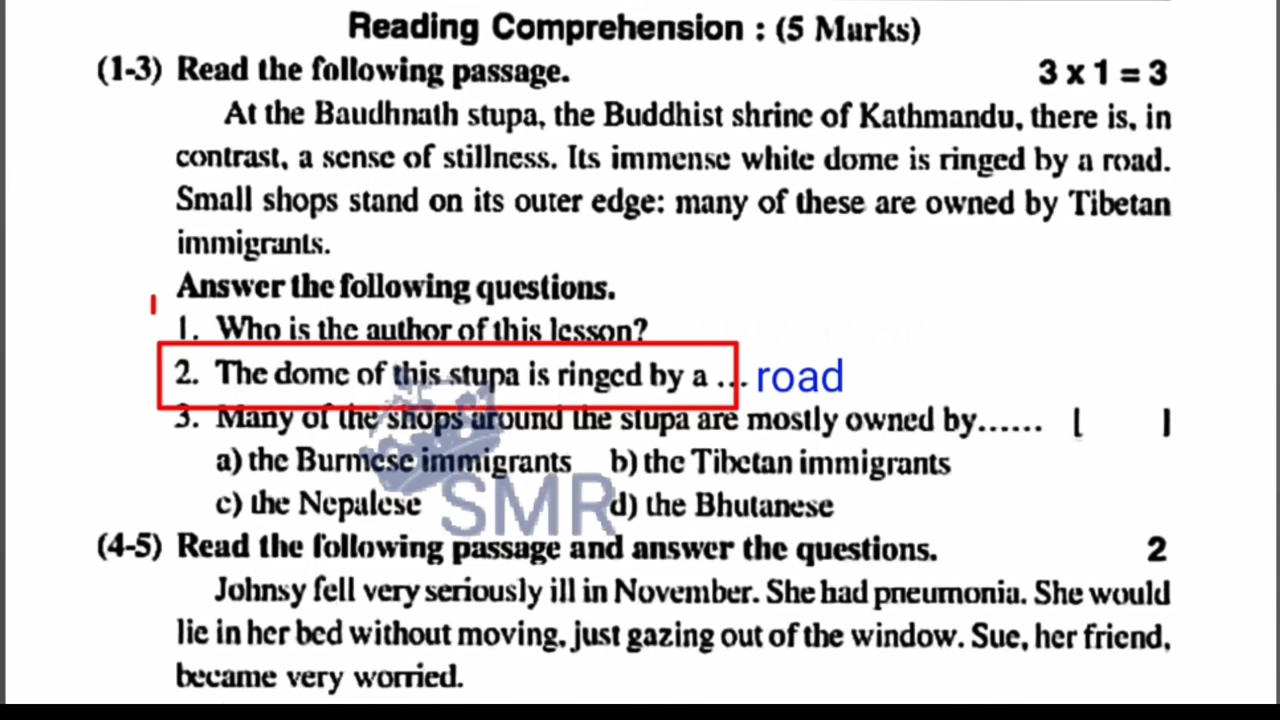 Reading Comprehension : (5 Marks)
(1-3) Read the following passage. 3 x 1 = 3
At the Baudhnath stupa, the Buddhist shrine of Kathmandu, there is, in
contrast, a sense of stillness. Its immense white dome is ringed by a road.
Small shops stand on its outer edge: many of these are owned by Tibetan
immigrants.
Answer the following questions.
1. Who is the author of this lesson?
2. The dome of this stupa is ringed by a ... road
3. Many of the shops around the stupa are mostly owned by...... [ ]
a) the Burmese immigrants b) the Tibetan immigrants
c) the Nepalese d) the Bhutanese
SMR
(4-5) Read the following passage and answer the questions. 2
Johnsy fell very seriously ill in November. She had pneumonia. She would
lie in her bed without moving, just gazing out of the window. Sue, her friend,
became very worried.